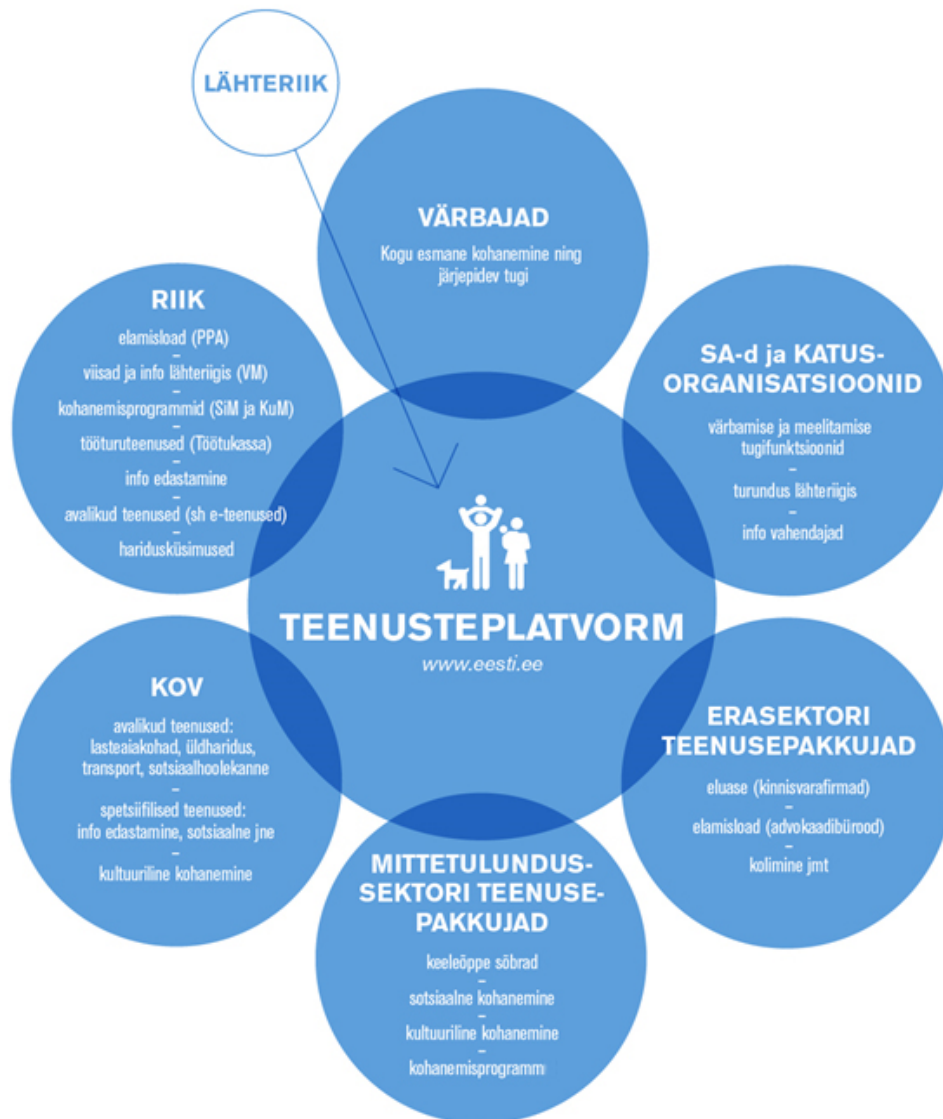 LÄHTERIIK
VÄRBAJAD
Kogu esmane kohanemine ning
järjepidev tugi
RIIK
elamisload (PPA)
–
viisad ja info lähteriigis (VM)
–
kohanemisprogrammid (SiM ja KuM)
–
tööturuteenused (Töötukassa)
–
info edastamine
–
avalikud teenused (sh e-teenused)
–
haridusküsimused
SA-d ja KATUS-
ORGANISATSIOONID
värbamise ja meelitamise
tugifunktsioonid
–
turundus lähteriigis
–
info vahendajad
TEENUSTEPLATVORM
www.eesti.ee
KOV
avalikud teenused:
lasteaiakohad, üldharidus,
transport, sotsiaalhoolekanne
–
spetsiifilised teenused:
info edastamine, sotsiaalne jne
–
kultuuriline kohanemine
ERASEKTORI
TEENUSEPAKKUJAD
eluase (kinnisvarafirmad)
–
elamisload (advokaadibürood)
–
kolimine jmt
MITTETULUNDUS-
SEKTORI TEENUSE-
PAKKUJAD
keeleõppe sõbrad
–
sotsiaalne kohanemine
–
kultuuriline kohanemine
–
kohanemisprogramm